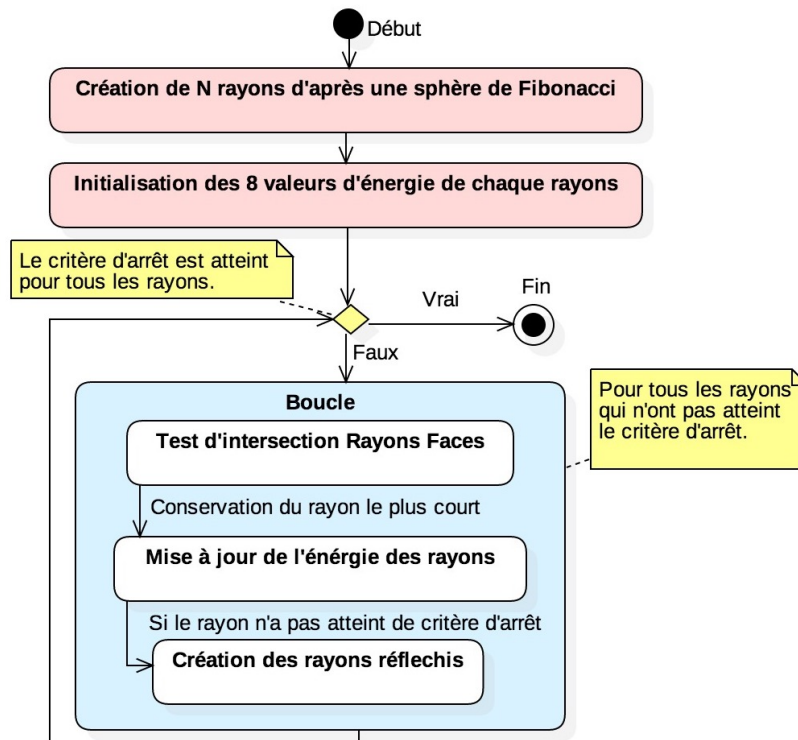 Début
Création de N rayons d'après une sphère de Fibonacci
Initialisation des 8 valeurs d'énergie de chaque rayons
Le critère d'arrêt est atteint
pour tous les rayons.
Vrai
Fin
Faux
Pour tous les rayons
qui n'ont pas atteint
le critère d'arrêt.
Boucle
Test d'intersection Rayons Faces
Conservation du rayon le plus court
Mise à jour de l'énérgie des rayons
Si le rayon n'a pas atteint de critère d'arrêt
Création des rayons réflechis